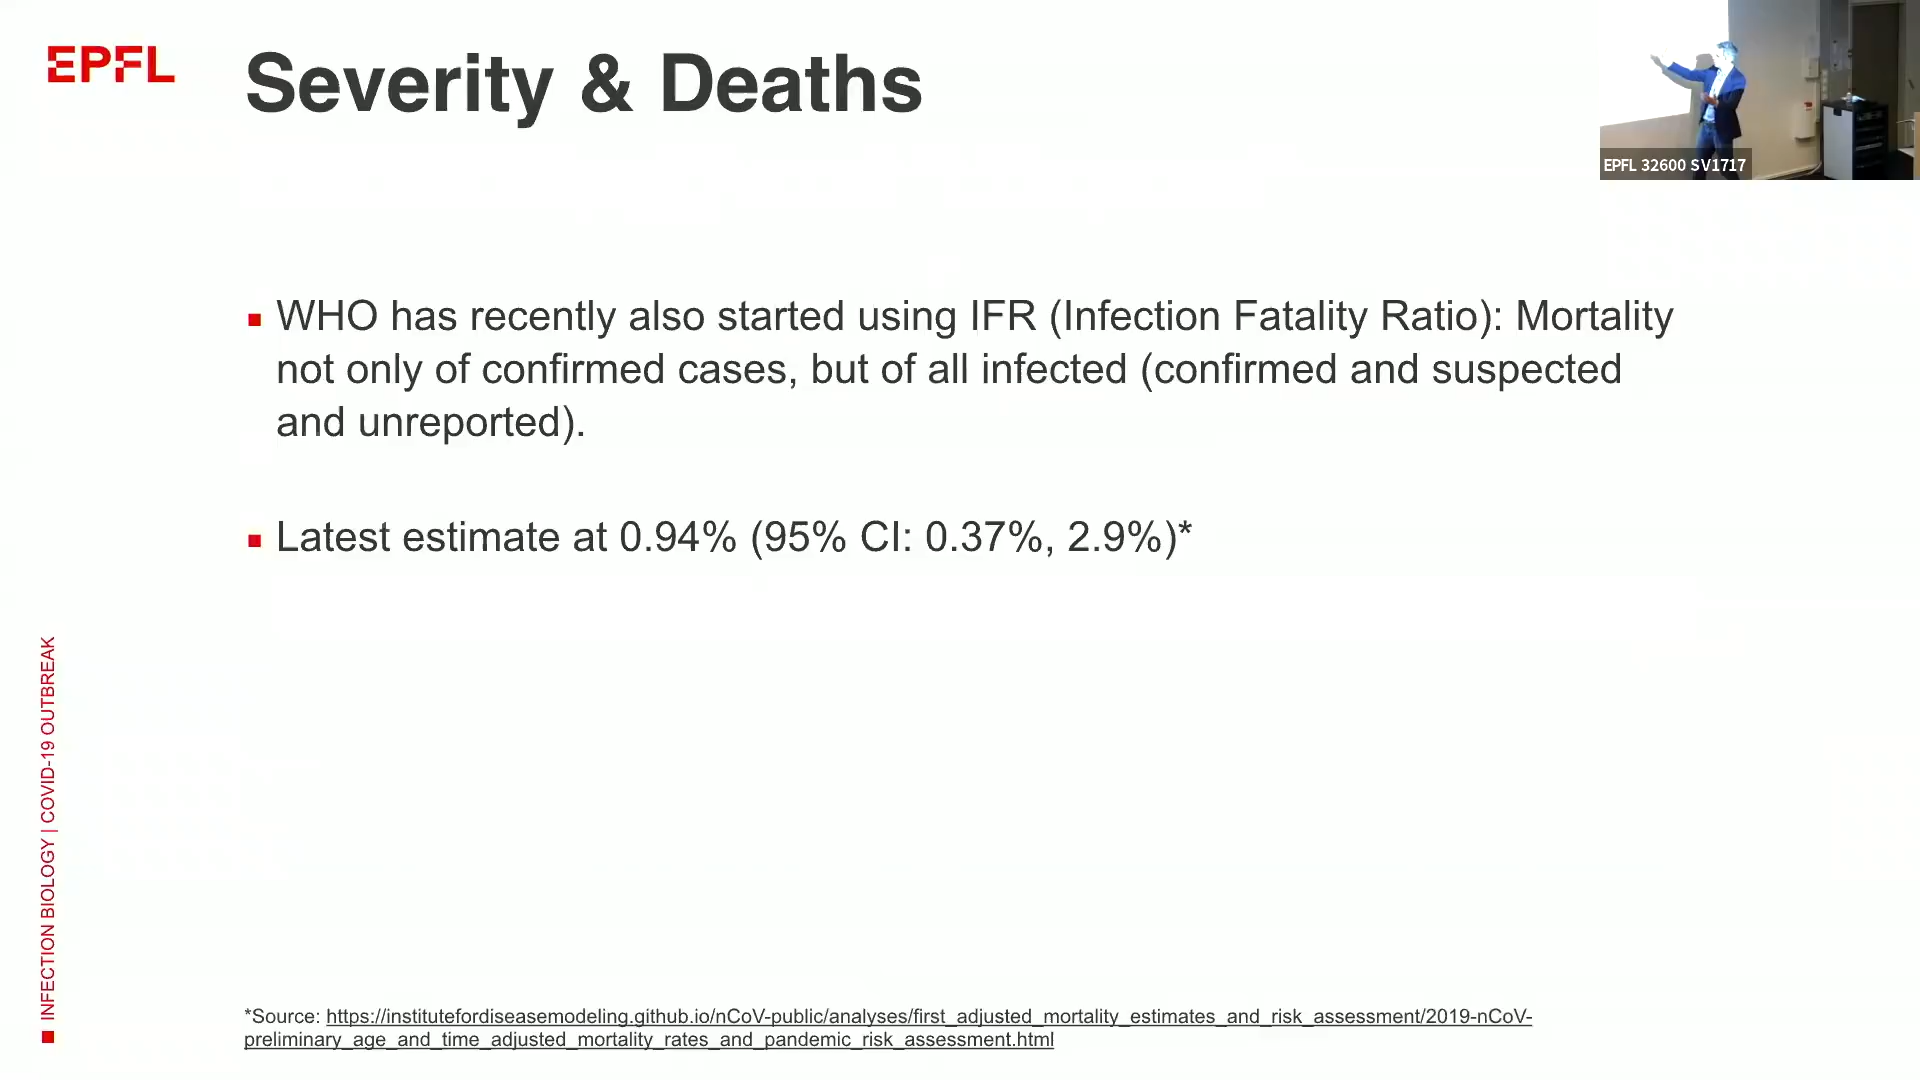 EPFL
Severity & Deaths
EPFL 32600 SV1717
WHO has recently also started using IFR (Infection Fatality Ratio): Mortality
not only of confirmed cases, but of all infected (confirmed and suspected
and unreported).
Latest estimate at 0.94% (95% CI: 0.37%, 2.9%)*
INFECTION BIOLOGY | COVID-19 OUTBREAK
*Source: https://institutefordiseasemodeling.github.io/nCoV-public/analyses/first_adjusted_mortality_estimates_and_risk_assessment/2019-nCoV-
preliminary_age_and_time_adjusted_mortality_rates_and_pandemic_risk_assessment.html